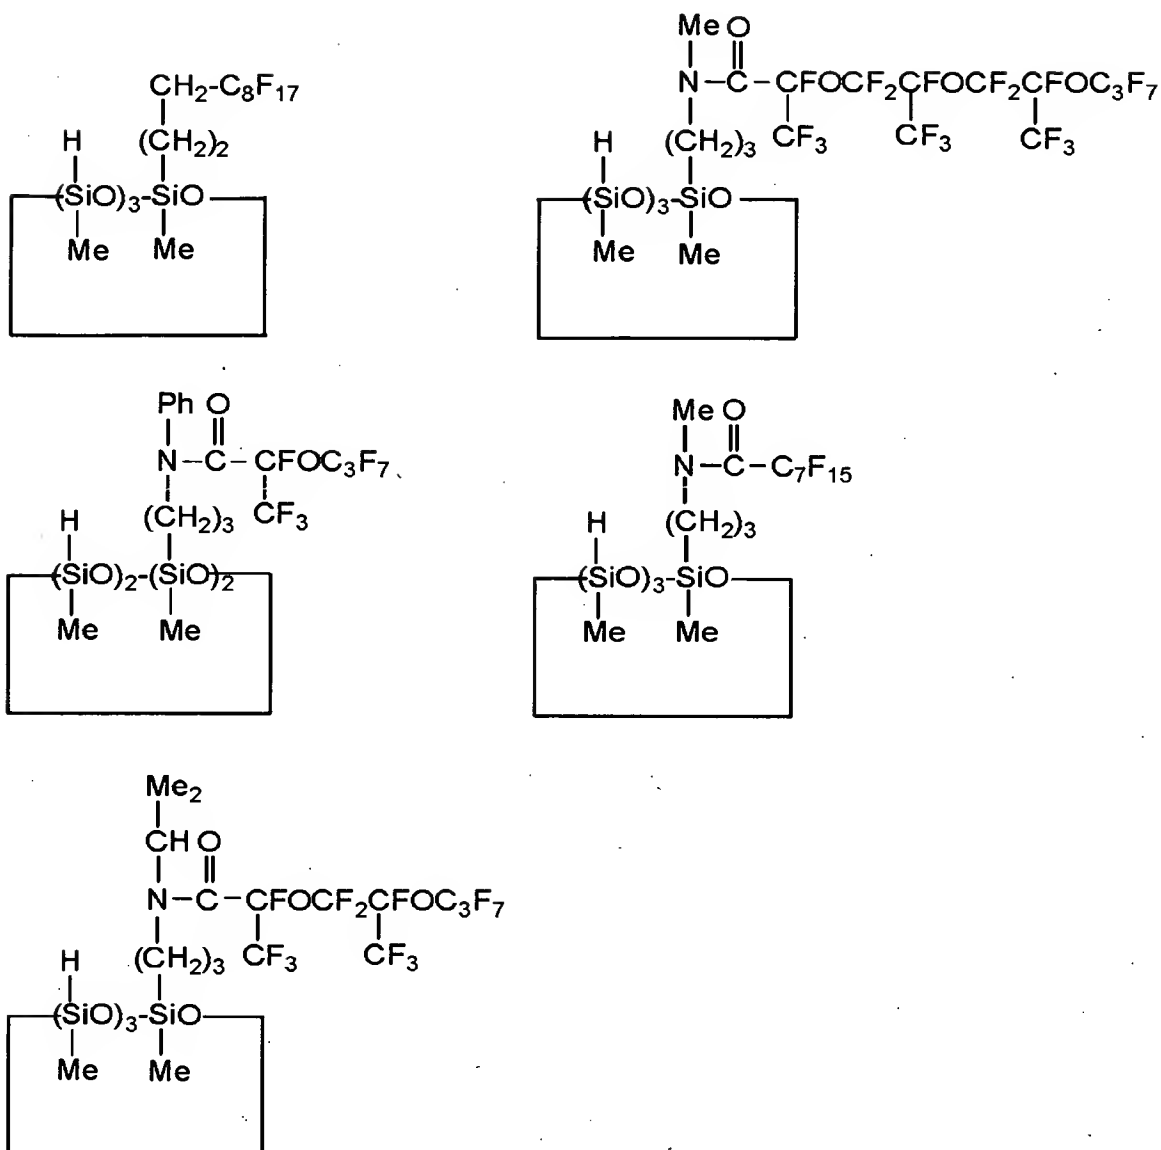 CH2-C8F17
H (CH2)2
(SiO)3-SiO
Me Me
Me O
N-C-CFOCF2CFOCF2CFOC3F7
H (CH2)3 CF3 CF3 CF3
(SiO)3-SiO
Me Me
Ph O
N-C-CFOC3F7
H (CH2)3 CF3
(SiO)2-(SiO)2
Me Me
Me O
N-C-C7F15
H (CH2)3
(SiO)3-SiO
Me Me
Me2
CH O
N-C-CFOCF2CFOC3F7
H (CH2)3 CF3 CF3
(SiO)3-SiO
Me Me